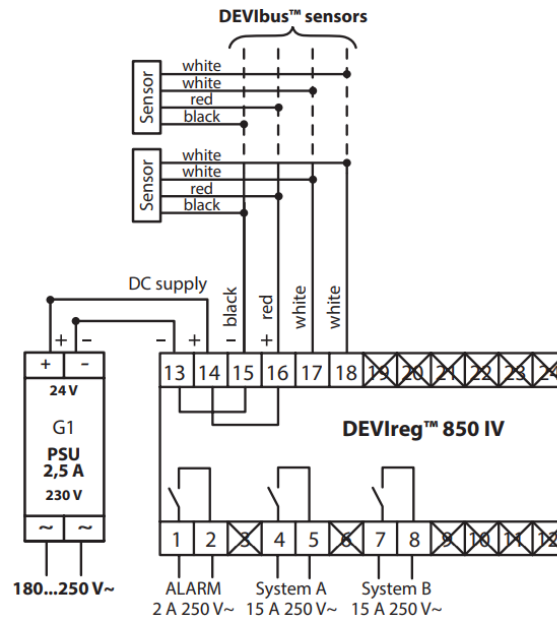 DEVIbus™ sensors
Sensor
white
white
red
black
Sensor
white
white
red
black
DC supply
black
red
white
white
+ − − + − +
+ −
24 V
G1
PSU
2,5 A
230 V
~ ~
180...250 V~
13 14 15 16 17 18 19 20 21 22 23 24
DEVIreg™ 850 IV
1 2 3 4 5 6 7 8 9 10 11 12
ALARM
2 A 250 V~
System A
15 A 250 V~
System B
15 A 250 V~